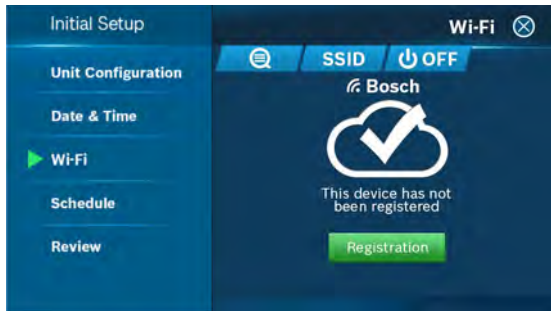 Initial Setup
Wi-Fi
Unit Configuration
Date & Time
Wi-Fi
Schedule
Review
SSID
OFF
Bosch
This device has not
been registered
Registration